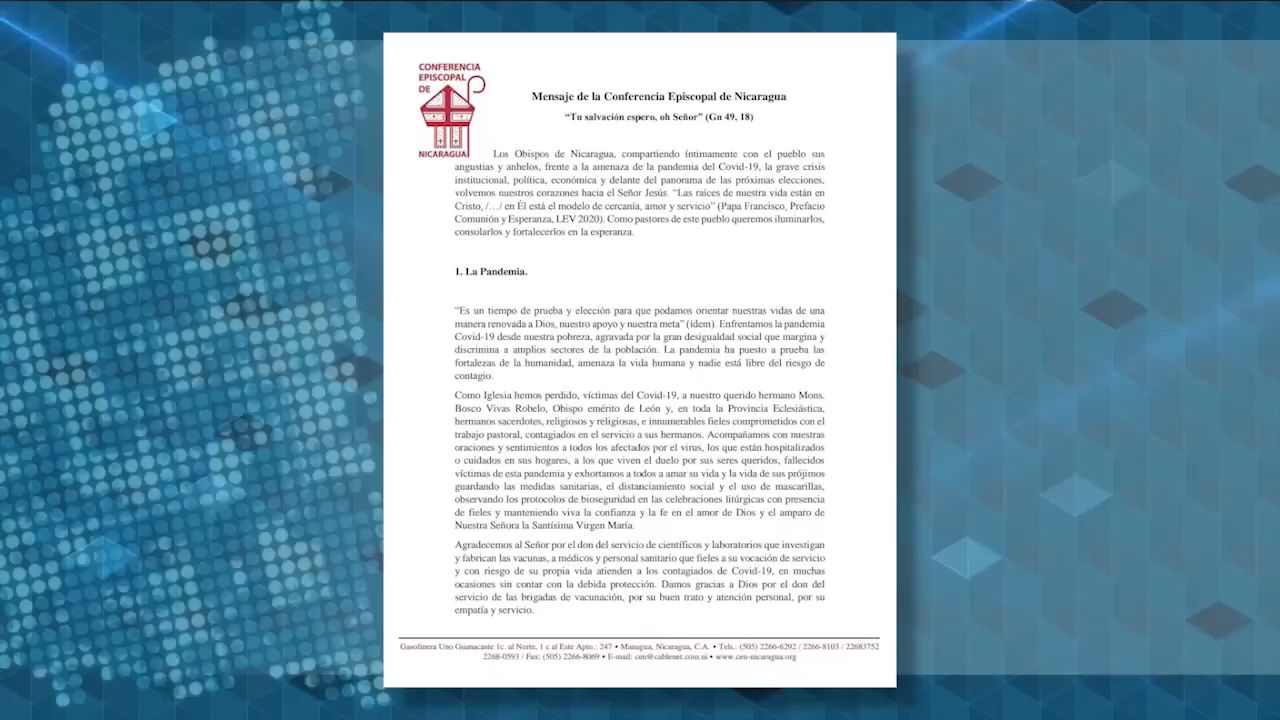 CONFERENCIA
EPISCOPAL
DE
NICARAGUA
Mensaje de la Conferencia Episcopal de Nicaragua
“Tu salvación espero, oh Señor” (Gn 49, 18)
Los Obispos de Nicaragua, compartiendo íntimamente con el pueblo sus
angustias y anhelos, frente a la amenaza de la pandemia del Covid-19, la grave crisis
institucional, política, económica y delante del panorama de las próximas elecciones,
volvemos nuestros corazones hacia el Señor Jesús. “Las raíces de nuestra vida están en
Cristo, /…/ en Él está el modelo de cercanía, amor y servicio” (Papa Francisco, Prefacio
Comunión y Esperanza, LEV 2020). Como pastores de este pueblo queremos iluminarlos,
consolarlos y fortalecerlos en la esperanza.
1. La Pandemia.
“Es un tiempo de prueba y elección para que podamos orientar nuestras vidas de una
manera renovada a Dios, nuestro apoyo y nuestra meta” (ídem). Enfrentamos la pandemia
Covid-19 desde nuestra pobreza, agravada por la gran desigualdad social que margina y
discrimina a amplios sectores de la población. La pandemia ha puesto a prueba las
fortalezas de la humanidad, amenaza la vida humana y nadie está libre del riesgo de
contagio.
Como Iglesia hemos perdido, víctimas del Covid-19, a nuestro querido hermano Mons.
Bosco Vivas Robelo, Obispo emérito de León y, en toda la Provincia Eclesiástica,
hermanos sacerdotes, religiosos y religiosas, e innumerables fieles comprometidos con el
trabajo pastoral, contagiados en el servicio a sus hermanos. Acompañamos con nuestras
oraciones y sentimientos a todos los afectados por el virus, los que están hospitalizados
o cuidados en sus hogares, a los que viven el duelo por sus seres queridos, fallecidos
víctimas de esta pandemia y exhortamos a todos a amar su vida y la vida de sus prójimos
guardando las medidas sanitarias, el distanciamiento social y el uso de mascarillas,
observando los protocolos de bioseguridad en las celebraciones litúrgicas con presencia
de fieles y manteniendo viva la confianza y la fe en el amor de Dios y el amparo de
Nuestra Señora la Santísima Virgen María.
Agradecemos al Señor por el don del servicio de científicos y laboratorios que investigan
y fabrican las vacunas, a médicos y personal sanitario que fieles a su vocación de servicio
y con riesgo de su propia vida atienden a los contagiados de Covid-19, en muchas
ocasiones sin contar con la debida protección. Damos gracias a Dios por el don del
servicio de las brigadas de vacunación, por su buen trato y atención personal, por su
empatía y servicio.
Gasolinera Uno Guanacaste 1c. al Norte, 1 c al Este Apto.: 247 • Managua, Nicaragua, C.A. • Tels.: (505) 2266-6292 / 2266-8103 / 22683752
2268-0593 / Fax: (505) 2266-8069 • E-mail: cen@cablenet.com.ni • www.cen-nicaragua.org